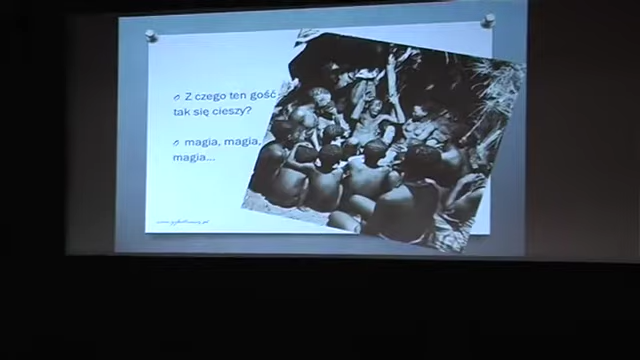 Z czego ten gość
tak się cieszy?
magia, magia,
magia...